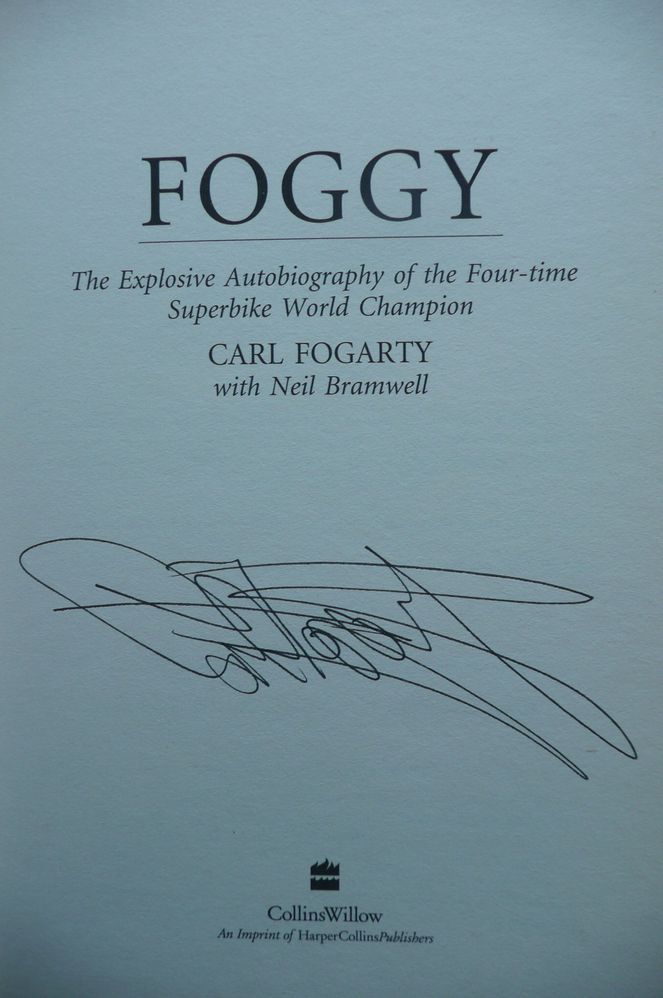 FOGGY
The Explosive Autobiography of the Four-time
Superbike World Champion
CARL FOGARTY
with Neil Bramwell
CollinsWillow
An Imprint of HarperCollinsPublishers